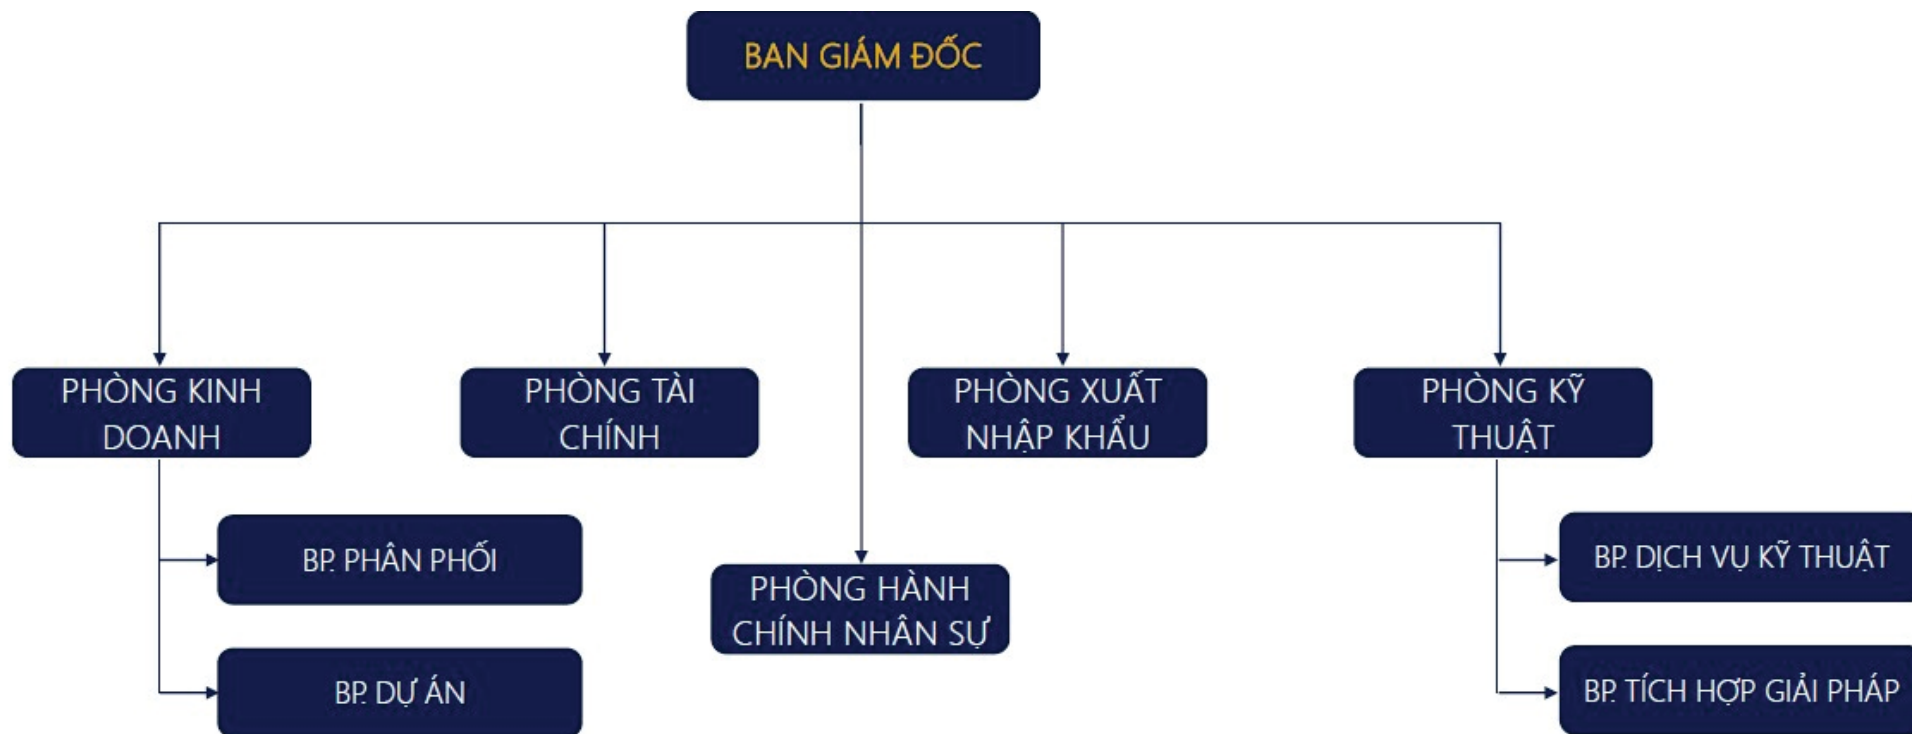 BAN GIÁM ĐỐC
PHÒNG KINH
DOANH
PHÒNG TÀI
CHÍNH
PHÒNG XUẤT
NHẬP KHẨU
PHÒNG KỸ
THUẬT
BP. PHÂN PHỐI
BP. DỰ ÁN
PHÒNG HÀNH
CHÍNH NHÂN SỰ
BP. DỊCH VỤ KỸ THUẬT
BP. TÍCH HỢP GIẢI PHÁP